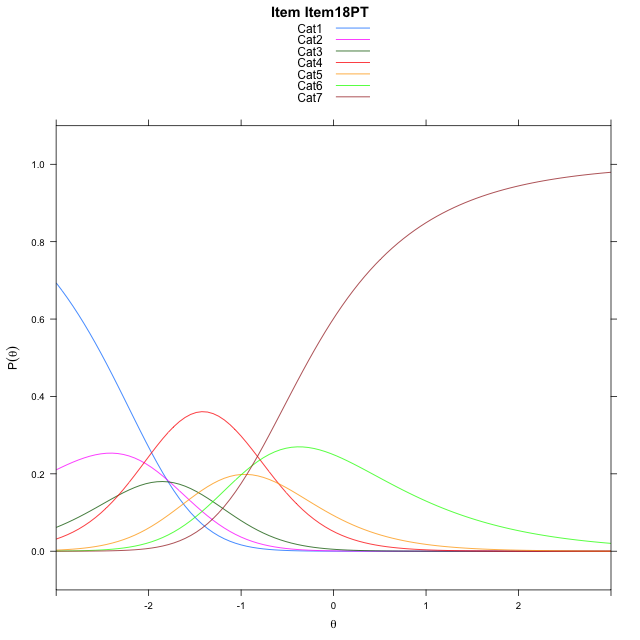 Item Item18PT
Cat1
Cat2
Cat3
Cat4
Cat5
Cat6
Cat7
1.0
0.8
0.6
0.4
0.2
0.0
P(θ)
-2 -1 0 1 2
θ